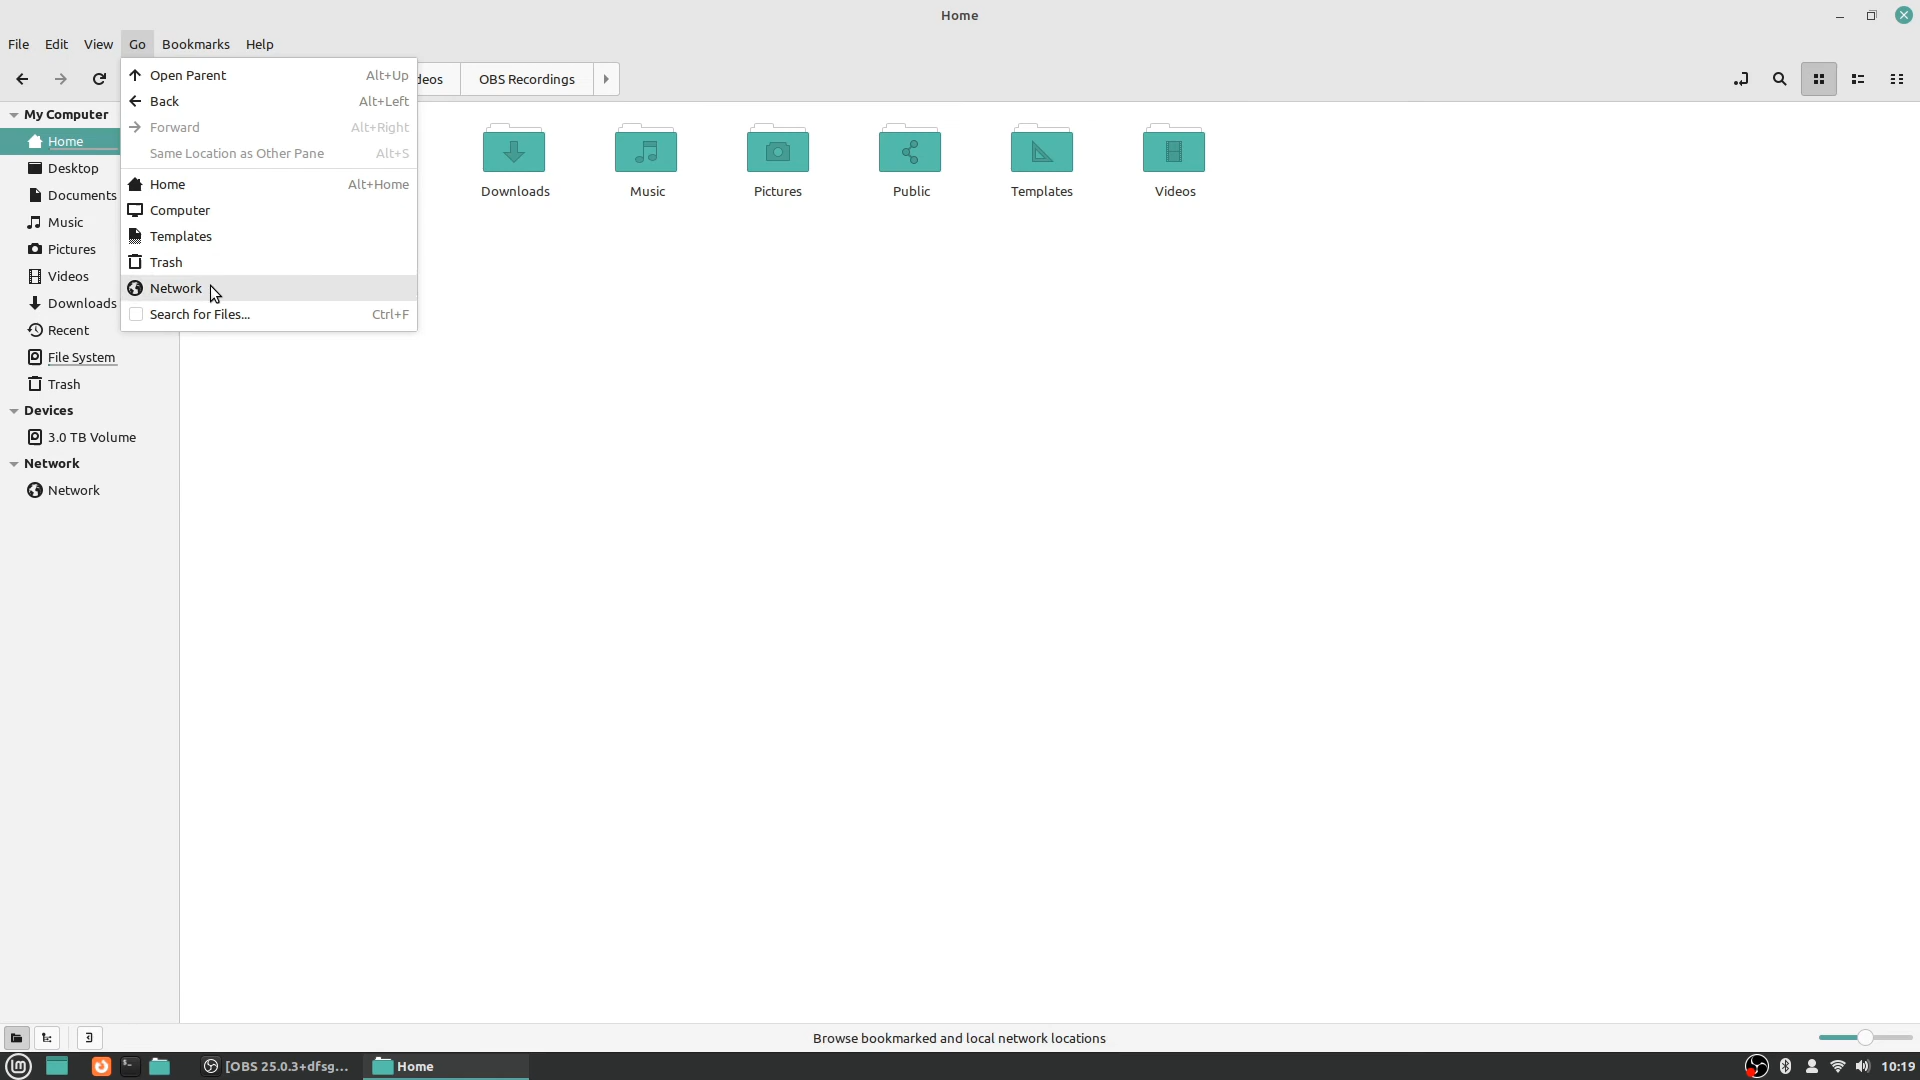 Home
File Edit View Go Bookmarks Help
deos OBS Recordings
Open Parent Alt+Up
Back Alt+Left
Forward Alt+Right
Same Location as Other Pane Alt+S
Home Alt+Home
Computer
Templates
Trash
Network
Search for Files... Ctrl+F
My Computer
Home
Desktop
Documents
Music
Pictures
Videos
Downloads
Recent
File System
Trash
Devices
3.0 TB Volume
Network
Network
Downloads Music Pictures Public Templates Videos
Browse bookmarked and local network locations
[OBS 25.0.3+dfsg... Home 10:19